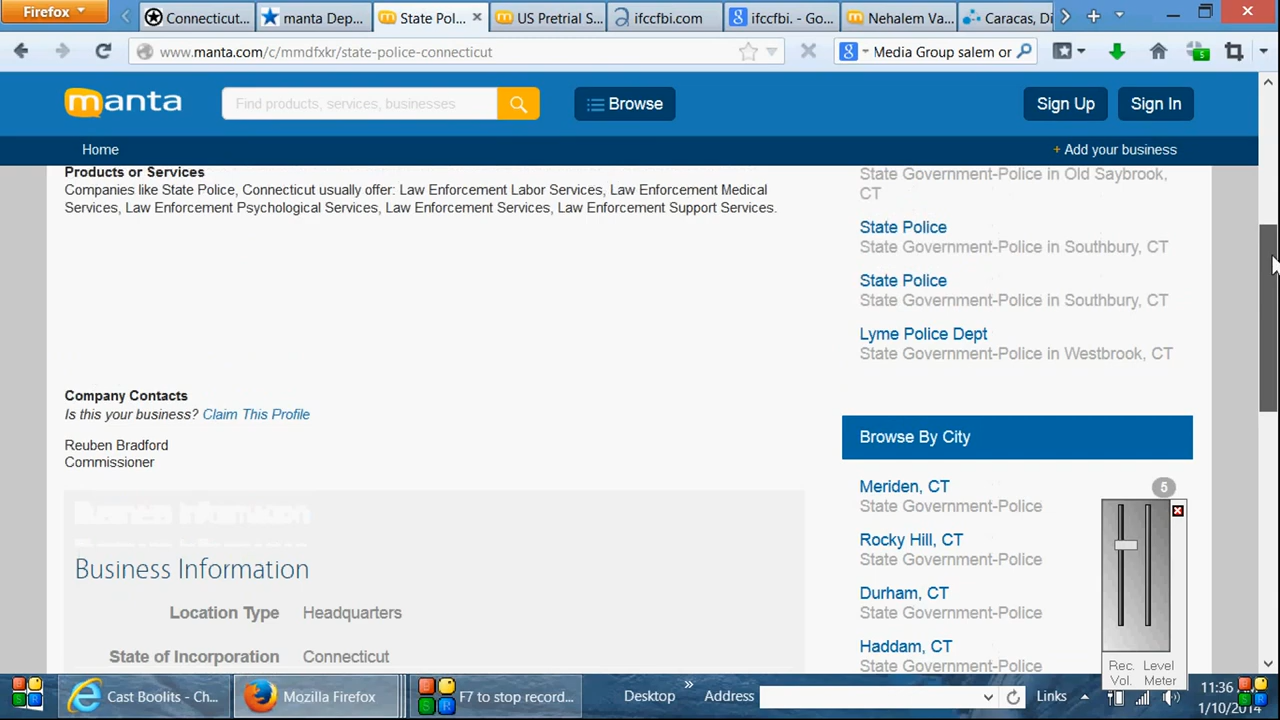 Firefox
Connecticut...
manta Dep...
State Pol...
US Pretrial S...
ifccfbi.com
ifccfbi. - Go...
Nehalem Va...
Caracas, Di
www.manta.com/c/mmdfxkr/state-police-connecticut
Media Group salem or
5
manta
Find products, services, businesses
Browse
Sign Up
Sign In
Home
+ Add your business
Products or Services
Companies like State Police, Connecticut usually offer: Law Enforcement Labor Services, Law Enforcement Medical
Services, Law Enforcement Psychological Services, Law Enforcement Services, Law Enforcement Support Services.
Company Contacts
Is this your business? Claim This Profile
Reuben Bradford
Commissioner
Business Information
Business Information
Location Type Headquarters
State of Incorporation Connecticut
State Government-Police in Old Saybrook,
CT
State Police
State Government-Police in Southbury, CT
State Police
State Government-Police in Southbury, CT
Lyme Police Dept
State Government-Police in Westbrook, CT
Browse By City
Meriden, CT
State Government-Police
Rocky Hill, CT
State Government-Police
Durham, CT
State Government-Police
Haddam, CT
State Government-Police
5
Rec. Level
Vol. Meter
Cast Boolits - Ch...
Mozilla Firefox
F7 to stop record...
Desktop
Address
Links
11:36
1/10/2014